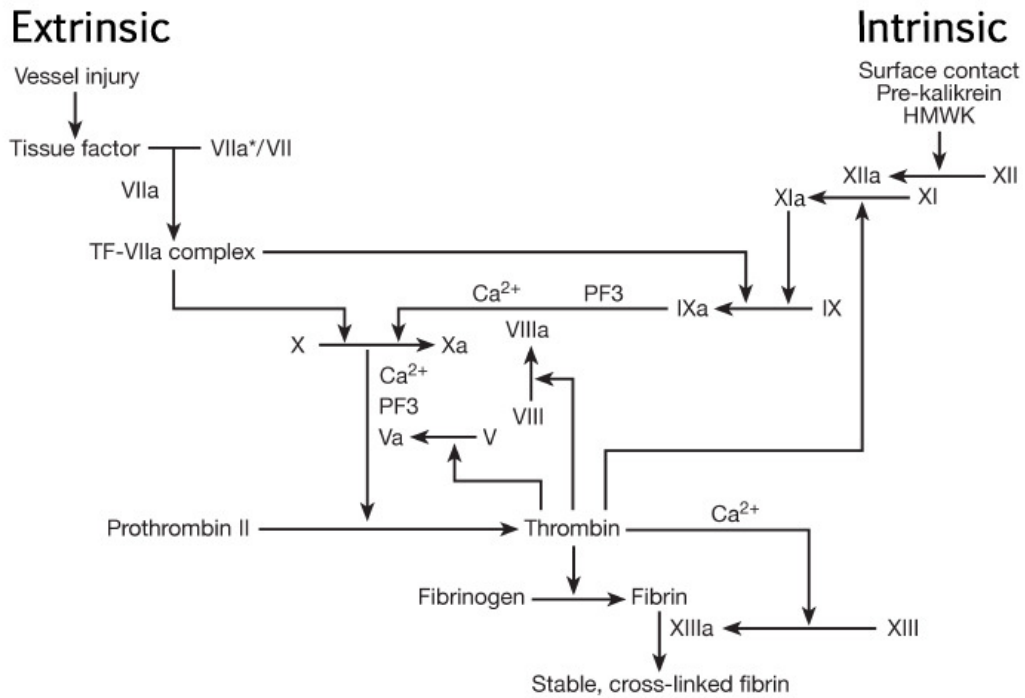 Extrinsic
Intrinsic
Vessel injury
Surface contact
Pre-kalikrein
HMWK
Tissue factor
VIIa*/VII
VIIa
XIIa
XII
XIa
XI
TF-VIIa complex
Ca²⁺
PF3
IXa
IX
X
Xa
VIIIa
Ca²⁺
PF3
VIII
Va
V
Prothrombin II
Thrombin
Ca²⁺
Fibrinogen
Fibrin
XIIIa
XIII
Stable, cross-linked fibrin